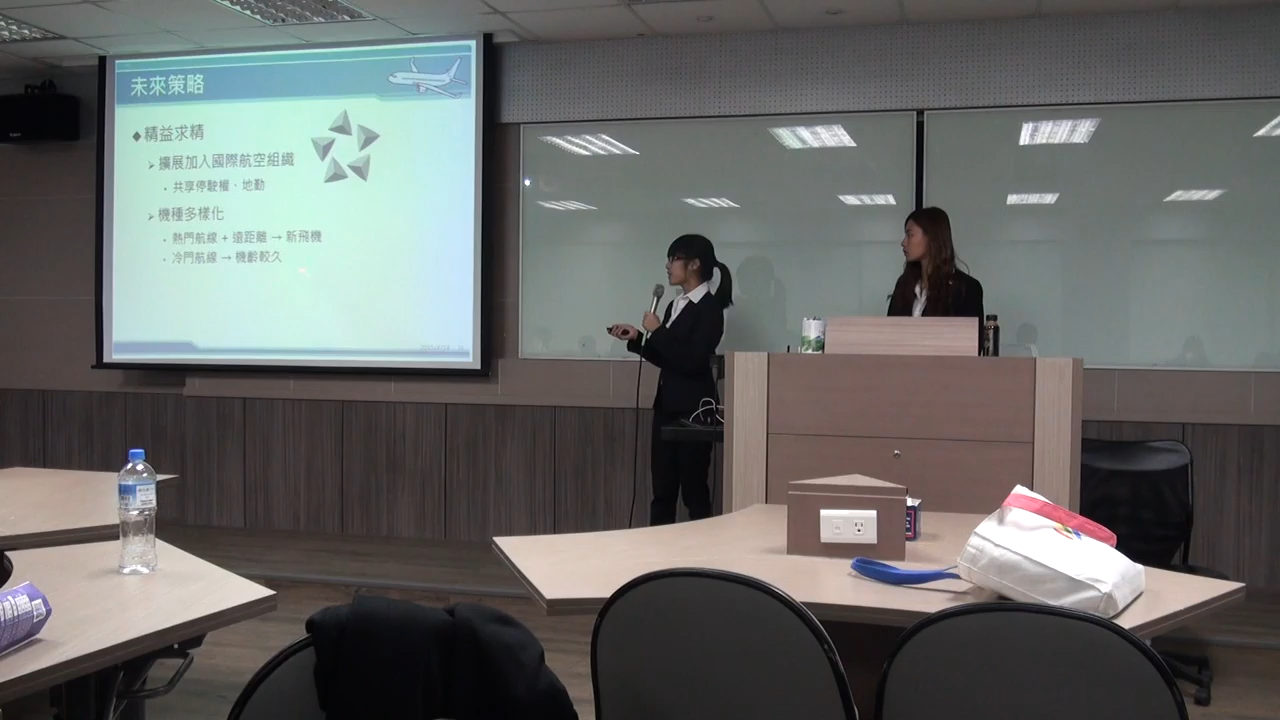 未來策略
◆精益求精
➢擴展加入國際航空組織
• 共享停駛權、地勤
➢機種多樣化
• 熱門航線 + 遠距離 → 新飛機
• 冷門航線 → 機齡較久